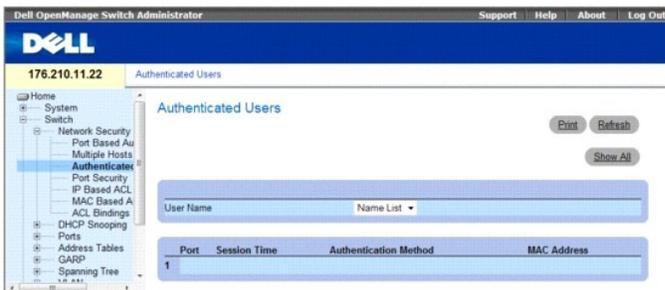 Dell OpenManage Switch Administrator Support Help About Log Out
DELL
176.210.11.22 Authenticated Users
Home
System
Switch
Network Security
Port Based Au
Multiple Hosts
Authenticated
Port Security
IP Based ACL
MAC Based A
ACL Bindings
DHCP Snooping
Ports
Address Tables
GARP
Spanning Tree
VLAN
Authenticated Users
Print Refresh
Show All
User Name Name List
Port Session Time Authentication Method MAC Address
1